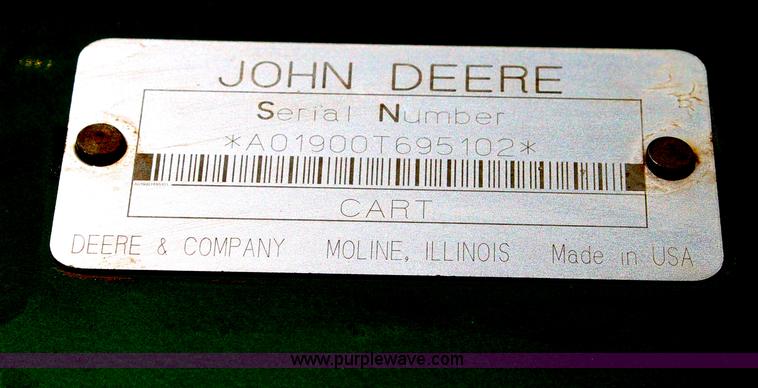 JOHN DEERE
Serial Number
*A01900T695102*
CART
DEERE & COMPANY MOLINE, ILLINOIS Made in USA
www.purplewave.com